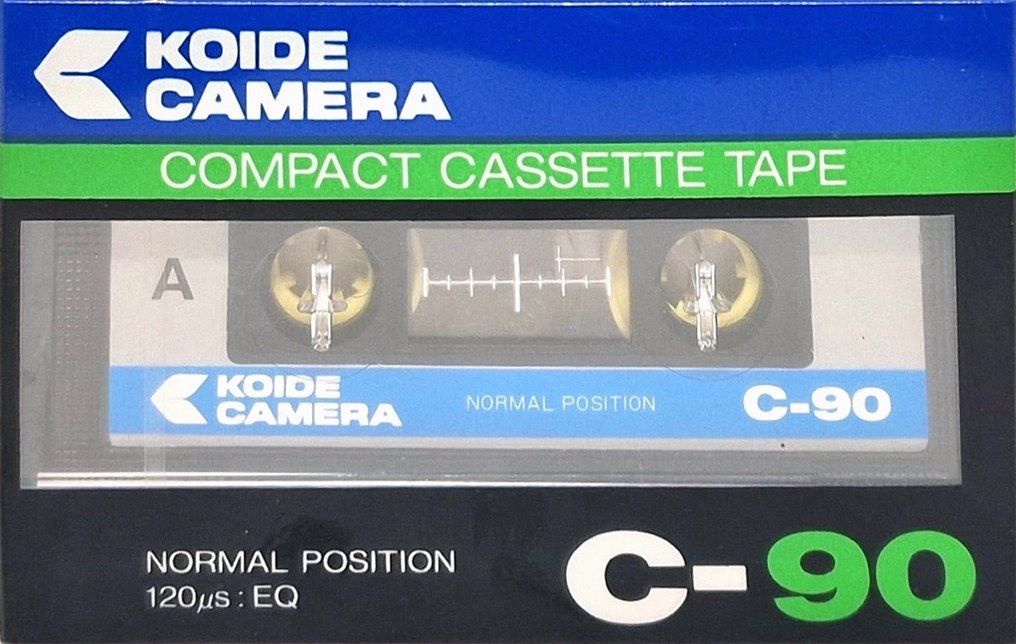 KOIDE
CAMERA
COMPACT CASSETTE TAPE
A
KOIDE
CAMERA
NORMAL POSITION
C-90
NORMAL POSITION
120μs : EQ
C-90